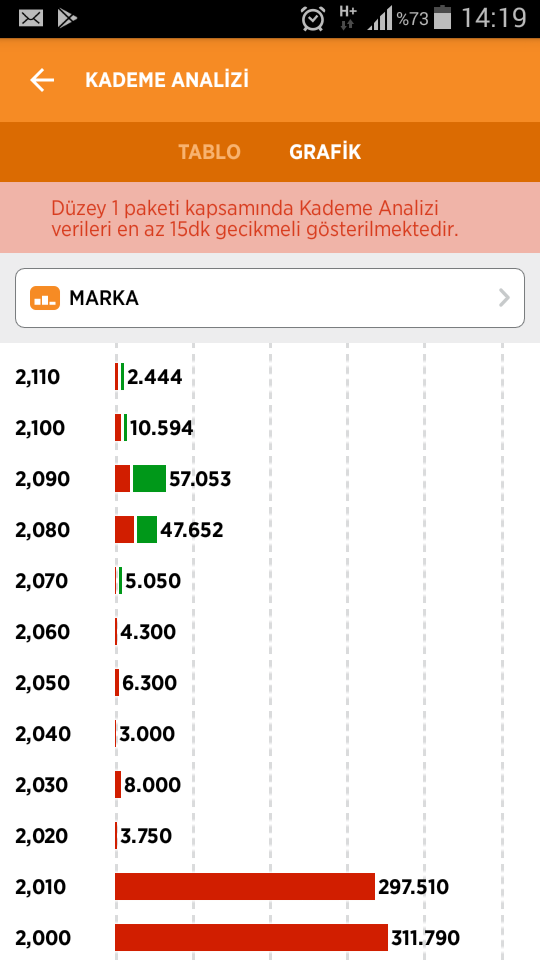 H+ %73 14:19
KADEME ANALİZİ
TABLO GRAFİK
Düzey 1 paketi kapsamında Kademe Analizi
verileri en az 15dk gecikmeli gösterilmektedir.
MARKA
2,110 2.444
2,100 10.594
2,090 57.053
2,080 47.652
2,070 5.050
2,060 4.300
2,050 6.300
2,040 3.000
2,030 8.000
2,020 3.750
2,010 297.510
2,000 311.790